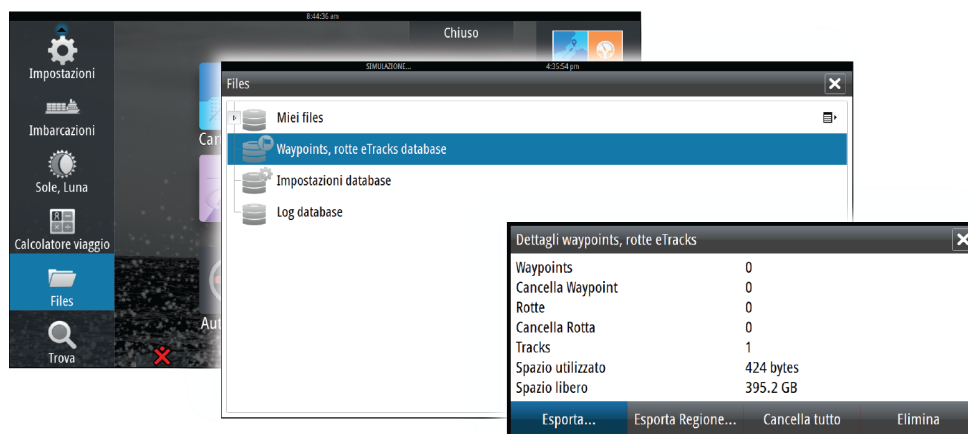 8:44:36 am
Chiuso
Impostazioni
Imbarcazioni
Sole, Luna
Calcolatore viaggio
Files
Trova
Car
Aut
SIMULAZIONE...
4:35:54 pm
Files
Miei files
Waypoints, rotte eTracks database
Impostazioni database
Log database
Dettagli waypoints, rotte eTracks
Waypoints 0
Cancella Waypoint 0
Rotte 0
Cancella Rotta 0
Tracks 1
Spazio utilizzato 424 bytes
Spazio libero 395.2 GB
Esporta... Esporta Regione... Cancella tutto Elimina